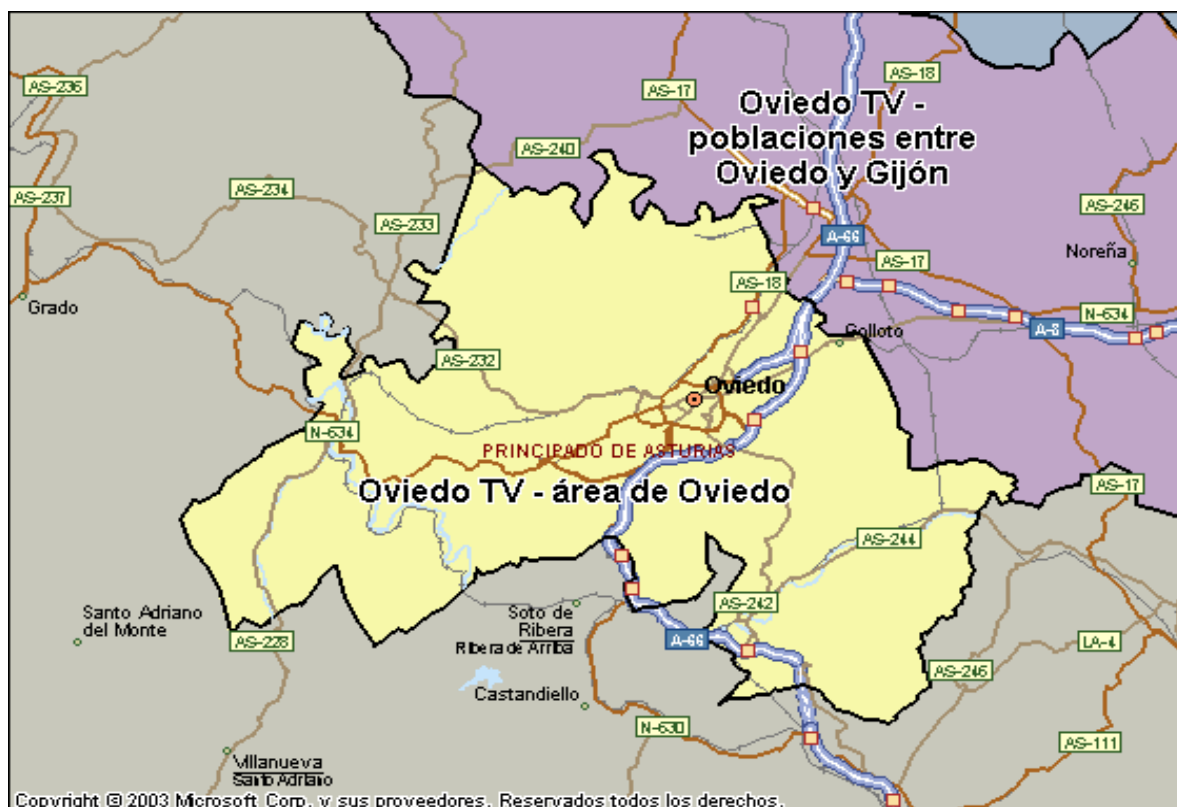 AS-236
AS-17
AS-18
Oviedo TV -
poblaciones entre
Oviedo y Gijón
AS-240
AS-234
AS-237
AS-233
AS-246
A-66
AS-17
Noreña
AS-18
Grado
N-634
A-8
Colloto
AS-232
Oviedo
N-634
PRINCIPADO DE ASTURIAS
Oviedo TV - área de Oviedo
AS-17
AS-244
Santo Adriano
del Monte
Soto de
Ribera
Ribera de Arriba
AS-242
AS-228
A-66
LA-4
AS-246
Castandiello
N-630
AS-111
Villanueva
Santo Adriano
Copyright © 2003 Microsoft Corp. y sus proveedores. Reservados todos los derechos.